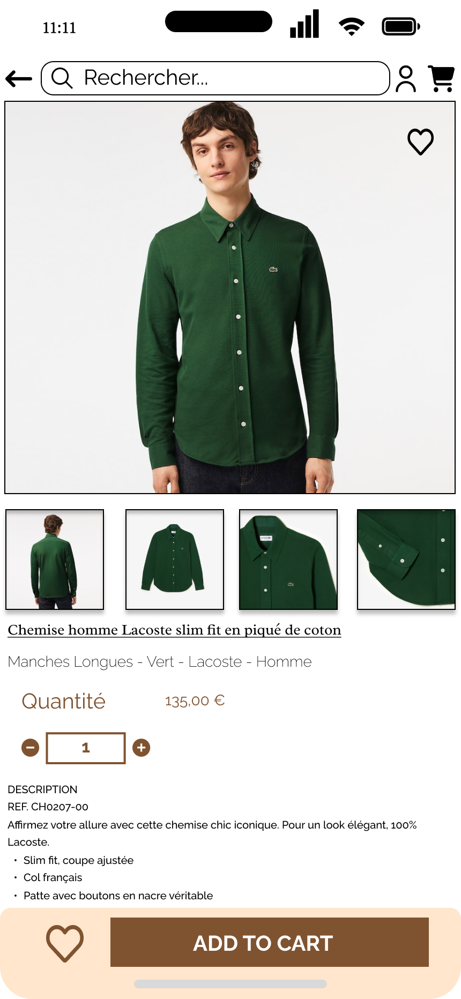 11:11
Rechercher...
Chemise homme Lacoste slim fit en piqué de coton
Manches Longues - Vert - Lacoste - Homme
Quantité
135,00 €
1
DESCRIPTION
REF. CH0207-00
Affirmez votre allure avec cette chemise chic iconique. Pour un look élégant, 100%
Lacoste.
• Slim fit, coupe ajustée
• Col français
• Patte avec boutons en nacre véritable
ADD TO CART